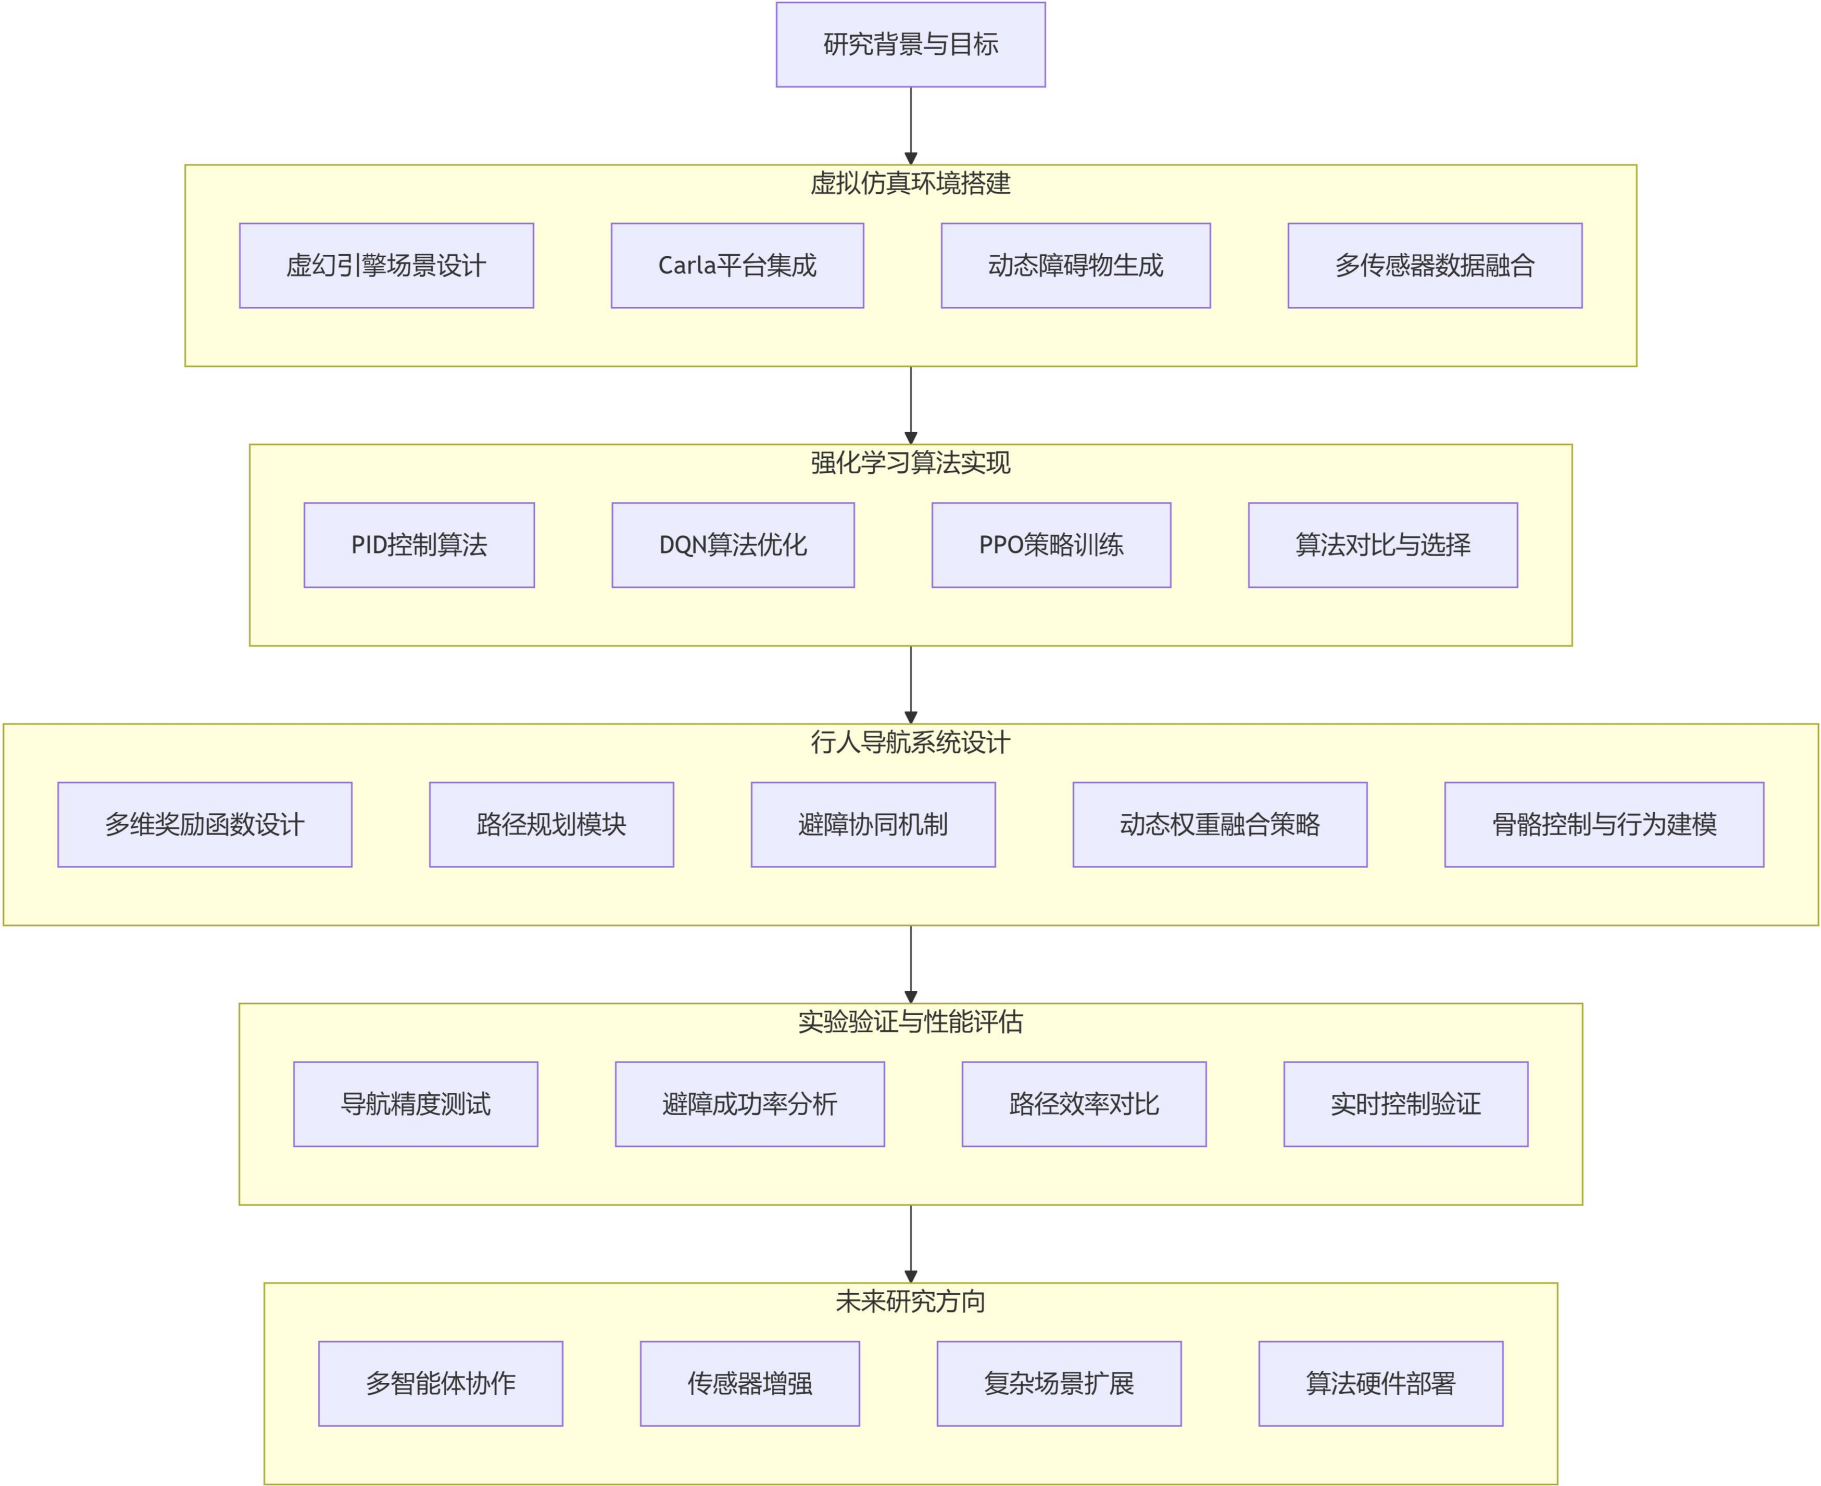 研究背景与目标
虚拟仿真环境搭建
虚幻引擎场景设计
Carla平台集成
动态障碍物生成
多传感器数据融合
强化学习算法实现
PID控制算法
DQN算法优化
PPO策略训练
算法对比与选择
行人导航系统设计
多维奖励函数设计
路径规划模块
避障协同机制
动态权重融合策略
骨骼控制与行为建模
实验验证与性能评估
导航精度测试
避障成功率分析
路径效率对比
实时控制验证
未来研究方向
多智能体协作
传感器增强
复杂场景扩展
算法硬件部署